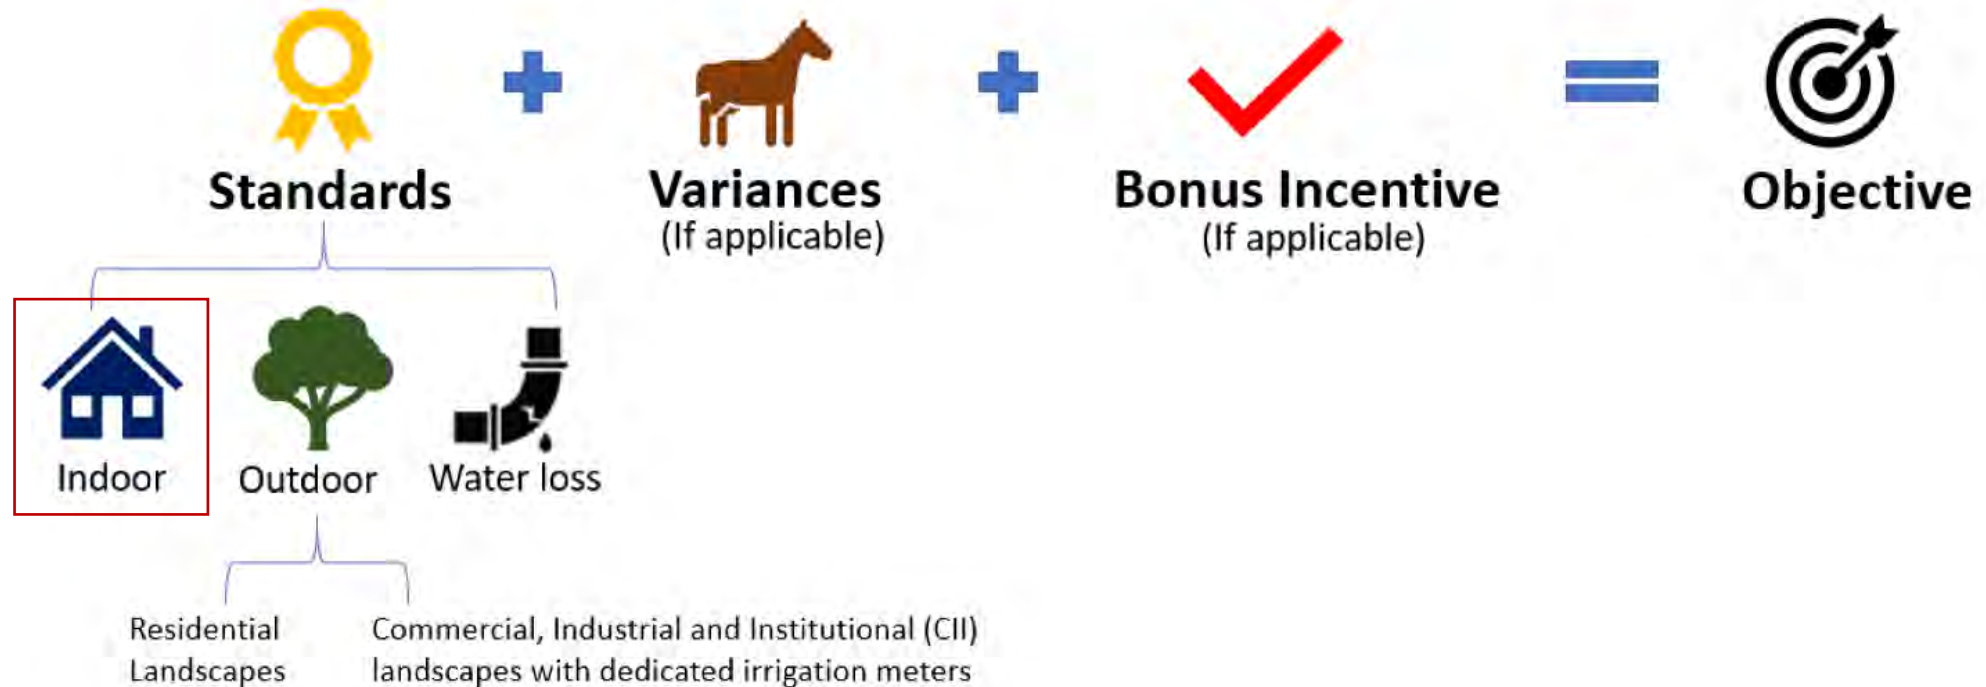 Standards
Variances
(If applicable)
Bonus Incentive
(If applicable)
Objective
Indoor
Outdoor
Water loss
Residential
Landscapes
Commercial, Industrial and Institutional (CII)
landscapes with dedicated irrigation meters